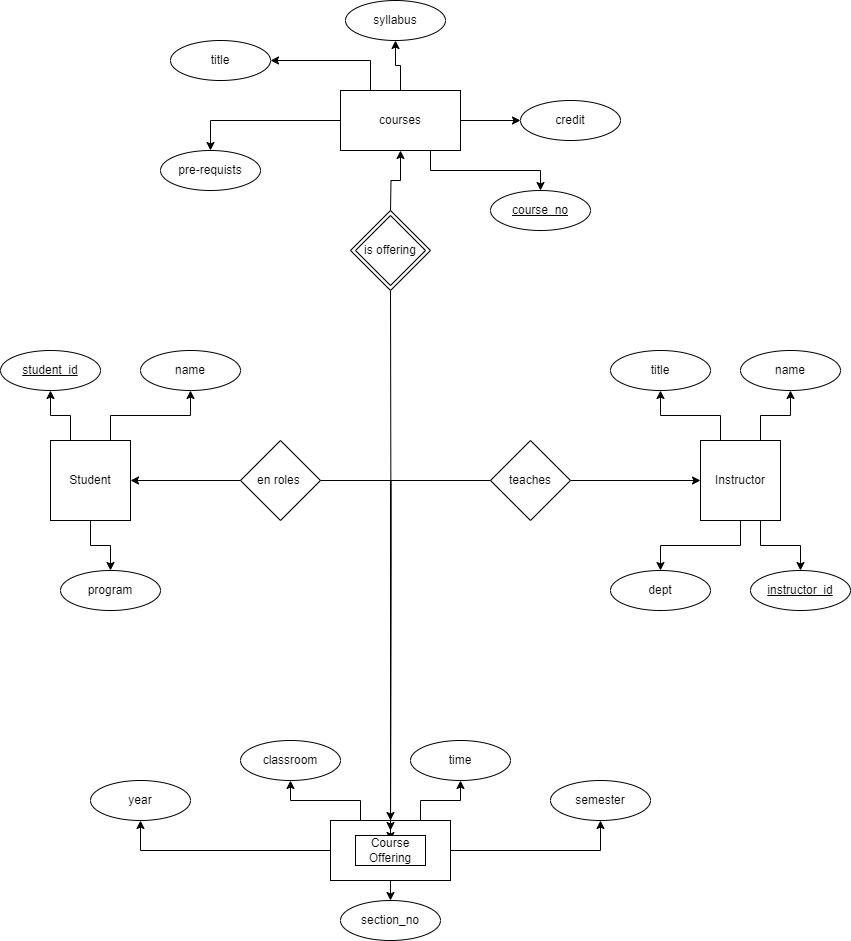 syllabus
title
courses
credit
pre-requists
course_no
is offering
student_id
name
title
name
Student
en roles
teaches
Instructor
program
dept
instructor_id
classroom
time
year
semester
Course
Offering
section_no